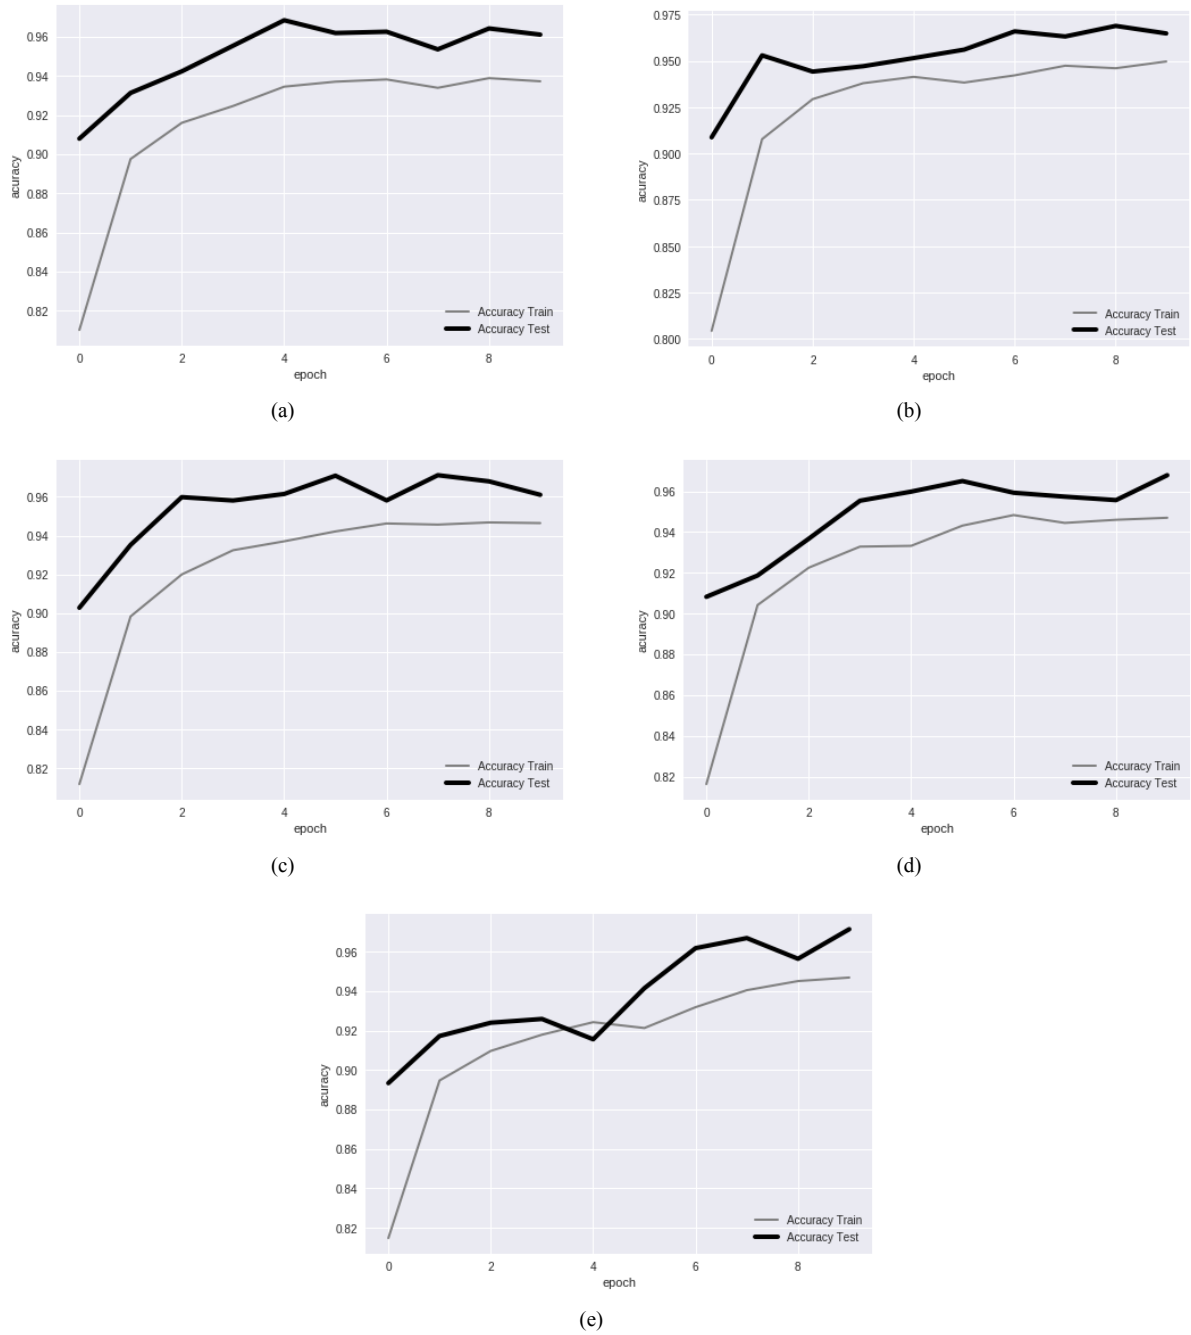 0.96
0.94
0.92
0.90
0.88
0.86
0.84
0.82
acuracy
0 2 4 6 8
epoch
Accuracy Train
Accuracy Test
(a)
0.975
0.950
0.925
0.900
0.875
0.850
0.825
0.800
acuracy
0 2 4 6 8
epoch
Accuracy Train
Accuracy Test
(b)
0.96
0.94
0.92
0.90
0.88
0.86
0.84
0.82
acuracy
0 2 4 6 8
epoch
Accuracy Train
Accuracy Test
(c)
0.96
0.94
0.92
0.90
0.88
0.86
0.84
0.82
acuracy
0 2 4 6 8
epoch
Accuracy Train
Accuracy Test
(d)
0.96
0.94
0.92
0.90
0.88
0.86
0.84
0.82
acuracy
0 2 4 6 8
epoch
Accuracy Train
Accuracy Test
(e)